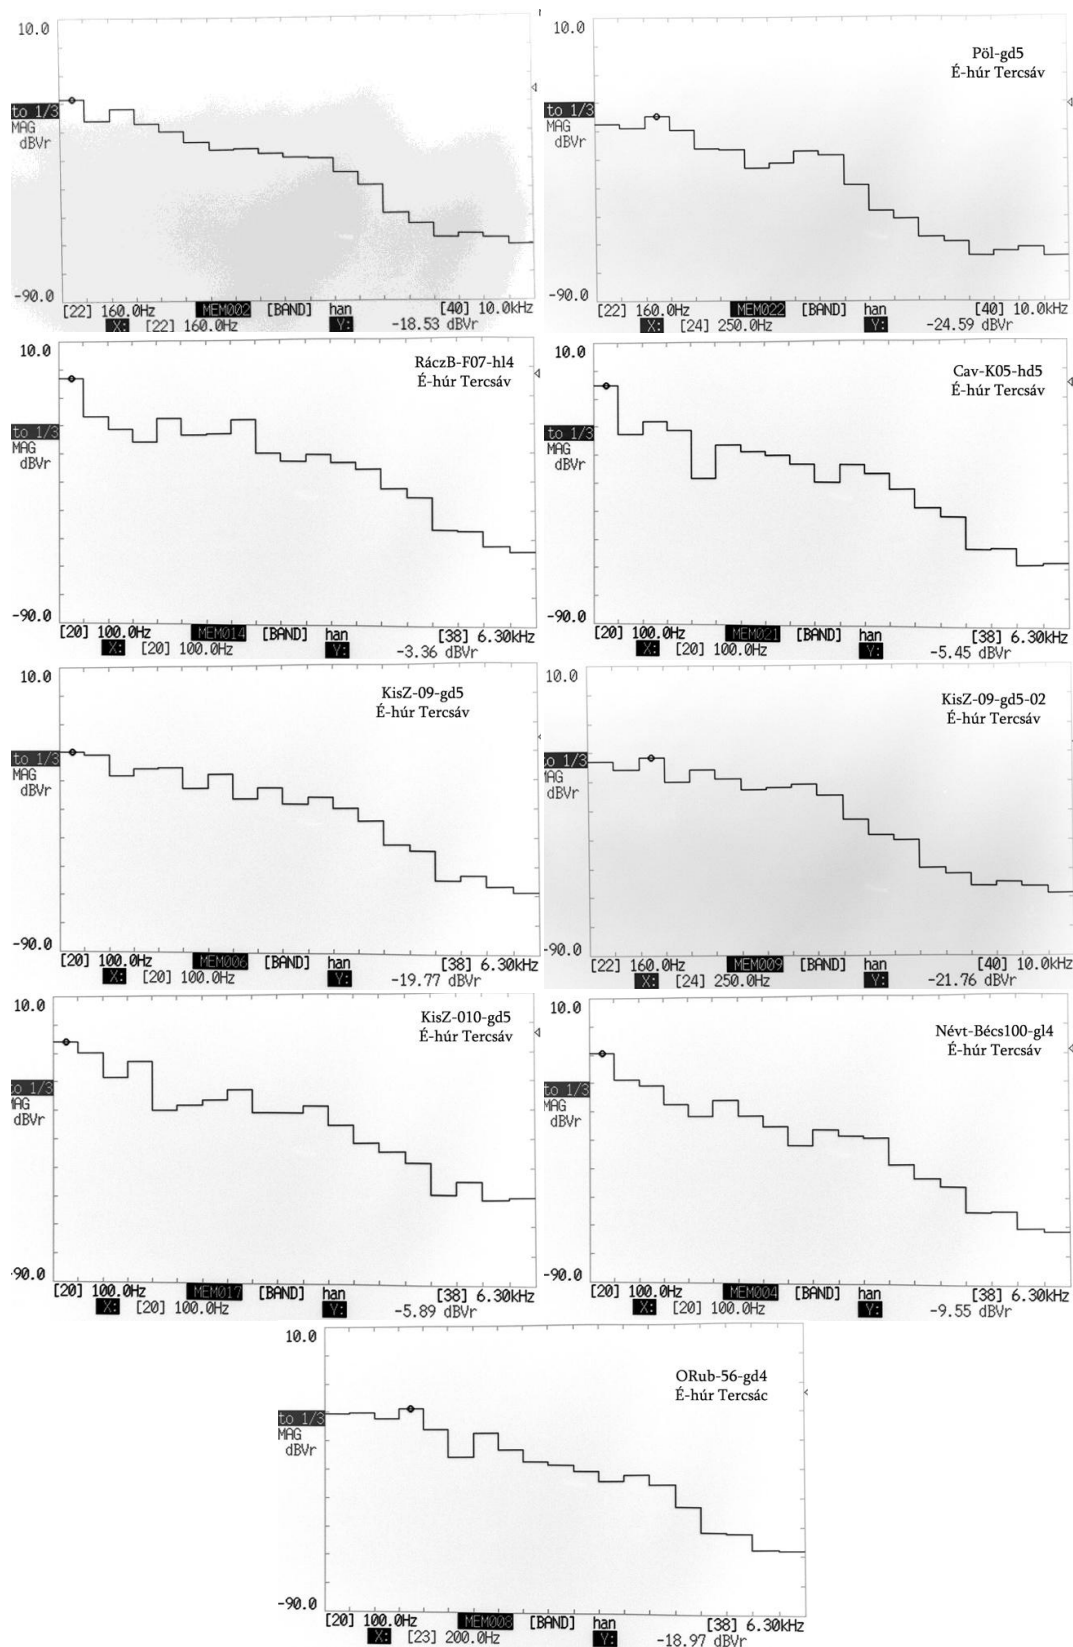 10.0
to 1/3
MAG
dBVr
-90.0
[22] 160.0Hz MEM002 [BAND] han [40] 10.0kHz
X: [22] 160.0Hz Y: -18.53 dBVr
10.0
Pöl-gd5
É-húr Tercsáv
to 1/3
MAG
dBVr
-90.0
[22] 160.0Hz MEM022 [BAND] han [40] 10.0kHz
X: [24] 250.0Hz Y: -24.59 dBVr
10.0
RáczB-F07-hl4
É-húr Tercsáv
to 1/3
MAG
dBVr
-90.0
[20] 100.0Hz MEM014 [BAND] han [38] 6.30kHz
X: [20] 100.0Hz Y: -3.36 dBVr
10.0
Cav-K05-hd5
É-húr Tercsáv
to 1/3
MAG
dBVr
-90.0
[20] 100.0Hz MEM021 [BAND] han [38] 6.30kHz
X: [20] 100.0Hz Y: -5.45 dBVr
10.0
KisZ-09-gd5
É-húr Tercsáv
to 1/3
MAG
dBVr
-90.0
[20] 100.0Hz MEM006 [BAND] han [38] 6.30kHz
X: [20] 100.0Hz Y: -19.77 dBVr
10.0
KisZ-09-gd5-02
É-húr Tercsáv
to 1/3
MAG
dBVr
-90.0
[22] 160.0Hz MEM009 [BAND] han [40] 10.0kHz
X: [24] 250.0Hz Y: -21.76 dBVr
10.0
KisZ-010-gd5
É-húr Tercsáv
to 1/3
MAG
dBVr
-90.0
[20] 100.0Hz MEM017 [BAND] han [38] 6.30kHz
X: [20] 100.0Hz Y: -5.89 dBVr
10.0
Névt-Bécs100-gl4
É-húr Tercsáv
to 1/3
MAG
dBVr
-90.0
[20] 100.0Hz MEM004 [BAND] han [38] 6.30kHz
X: [20] 100.0Hz Y: -9.55 dBVr
10.0
ORub-56-gd4
É-húr Tercsác
to 1/3
MAG
dBVr
-90.0
[20] 100.0Hz MEM008 [BAND] han [38] 6.30kHz
X: [23] 200.0Hz Y: -18.97 dBVr